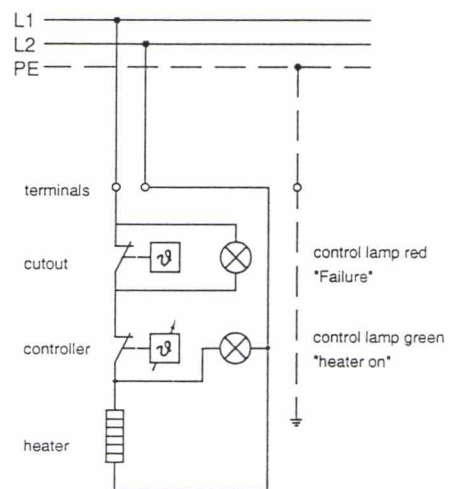 L1
L2
PE
terminals
cutout
ϑ
control lamp red
"Failure"
controller
ϑ
control lamp green
"heater on"
heater